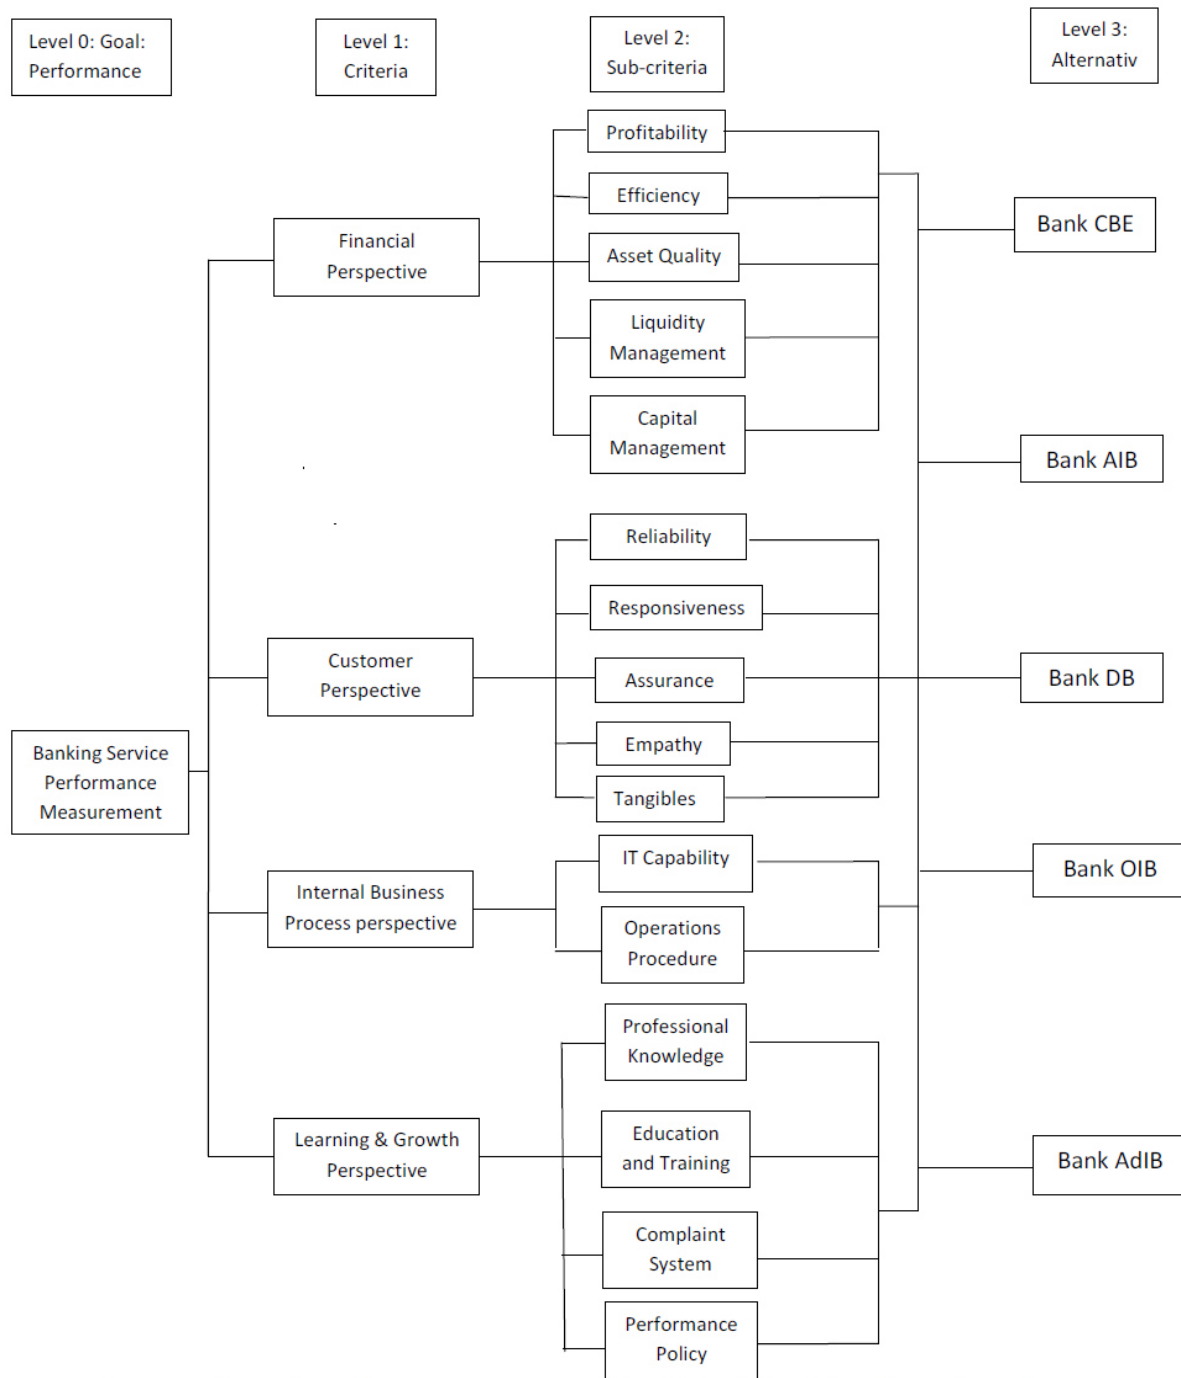 Level 0: Goal:
Performance
Level 1:
Criteria
Level 2:
Sub-criteria
Level 3:
Alternativ
Profitability
Efficiency
Asset Quality
Liquidity
Management
Capital
Management
Financial
Perspective
Bank CBE
Bank AIB
Reliability
Responsiveness
Assurance
Empathy
Tangibles
Customer
Perspective
Bank DB
Banking Service
Performance
Measurement
IT Capability
Operations
Procedure
Internal Business
Process perspective
Bank OIB
Professional
Knowledge
Education
and Training
Complaint
System
Performance
Policy
Learning & Growth
Perspective
Bank AdIB